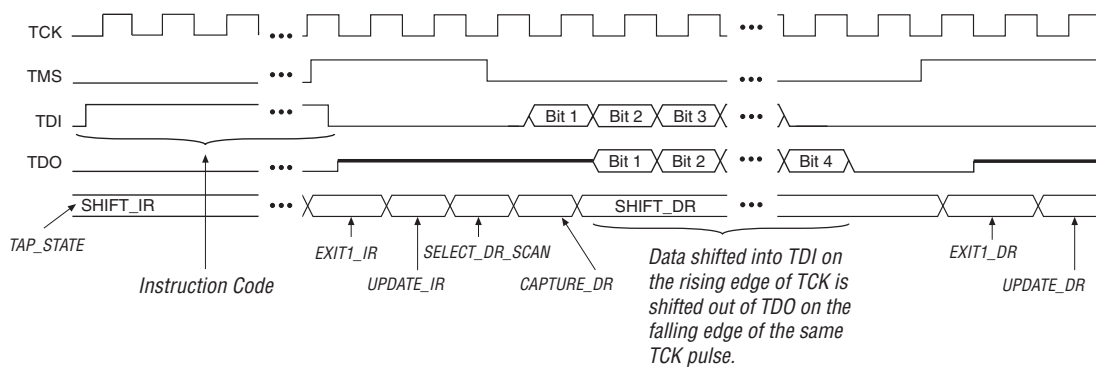 TCK
•••
•••
TMS
•••
•••
TDI
•••
Bit 1
Bit 2
Bit 3
•••
TDO
•••
Bit 1
Bit 2
•••
Bit 4
SHIFT_IR
•••
SHIFT_DR
•••
TAP_STATE
EXIT1_IR
SELECT_DR_SCAN
EXIT1_DR
Instruction Code
UPDATE_IR
CAPTURE_DR
UPDATE_DR
Data shifted into TDI on
the rising edge of TCK is
shifted out of TDO on the
falling edge of the same
TCK pulse.